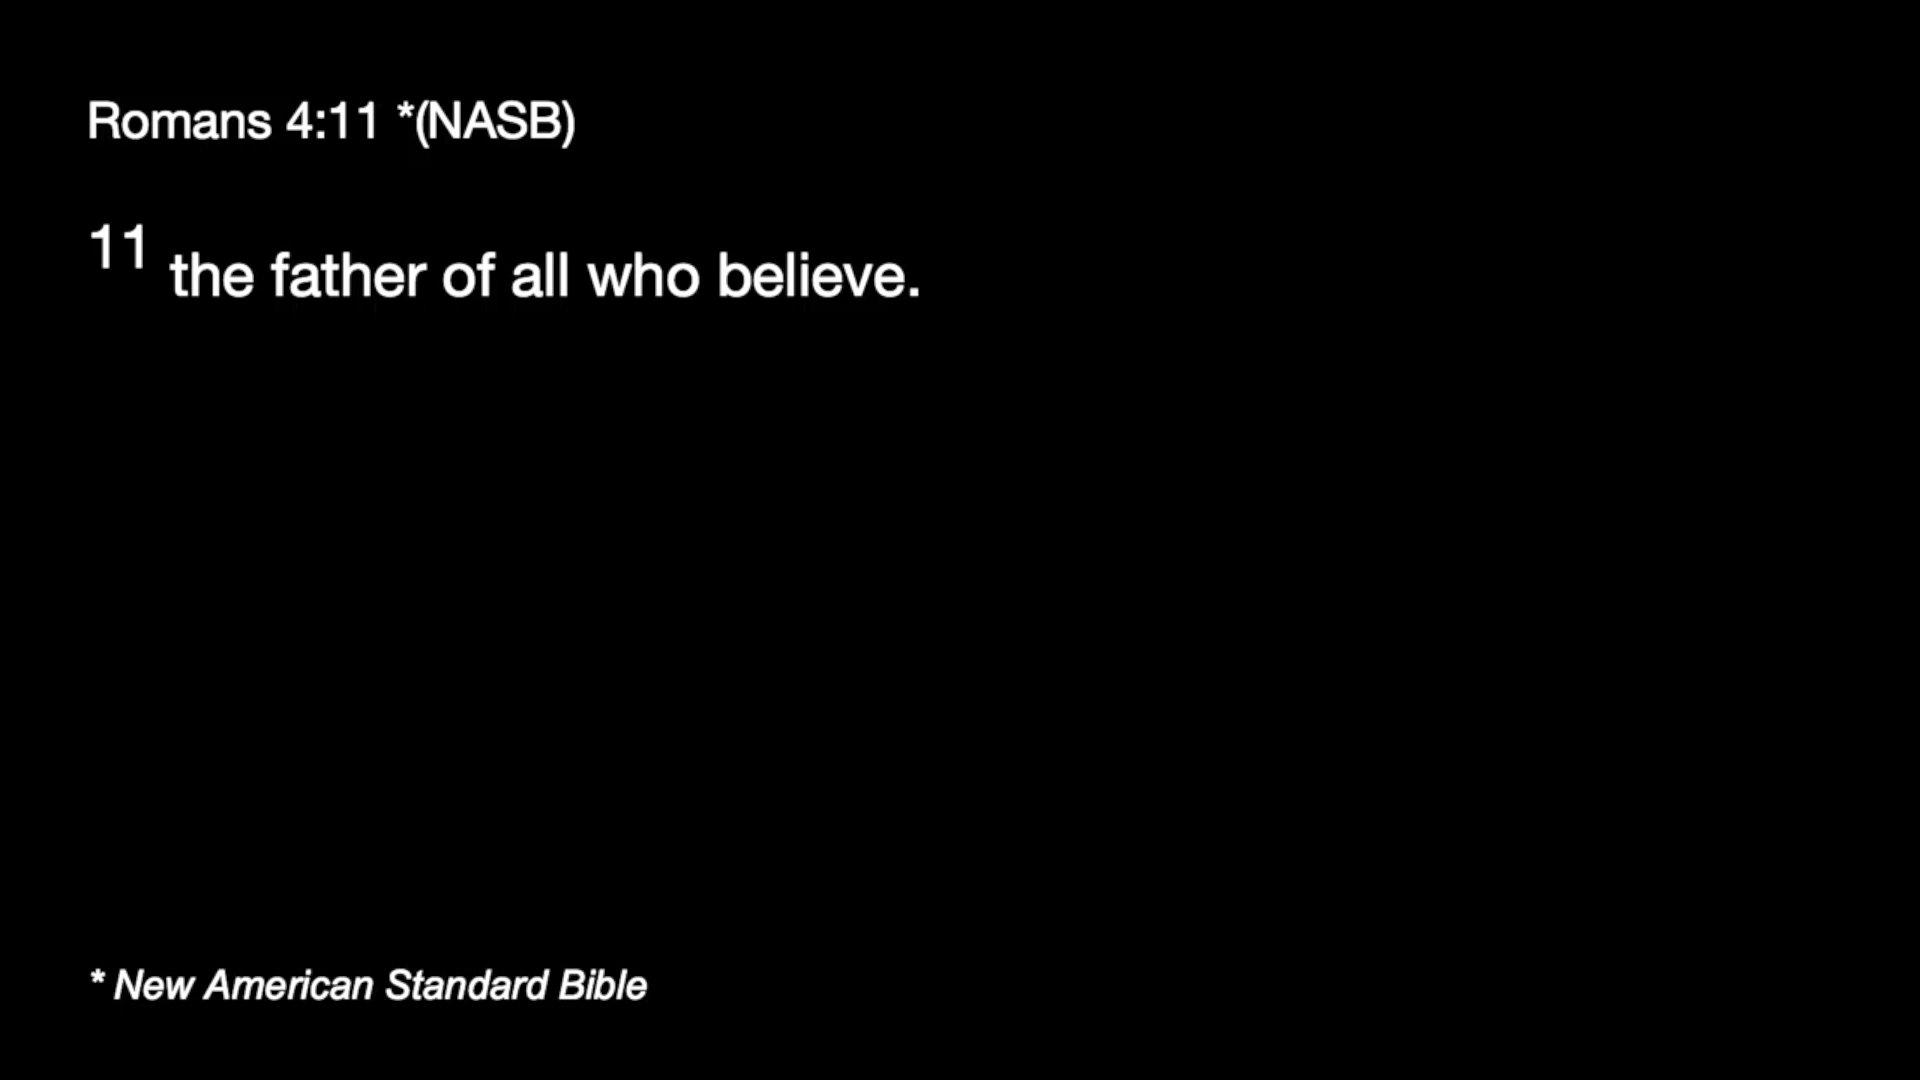 Romans 4:11 *(NASB)
11 the father of all who believe.
* New American Standard Bible